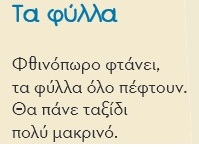 Τα φύλλα
Φθινόπωρο φτάνει,
τα φύλλα όλο πέφτουν.
Θα πάνε ταξίδι
πολύ μακρινό.